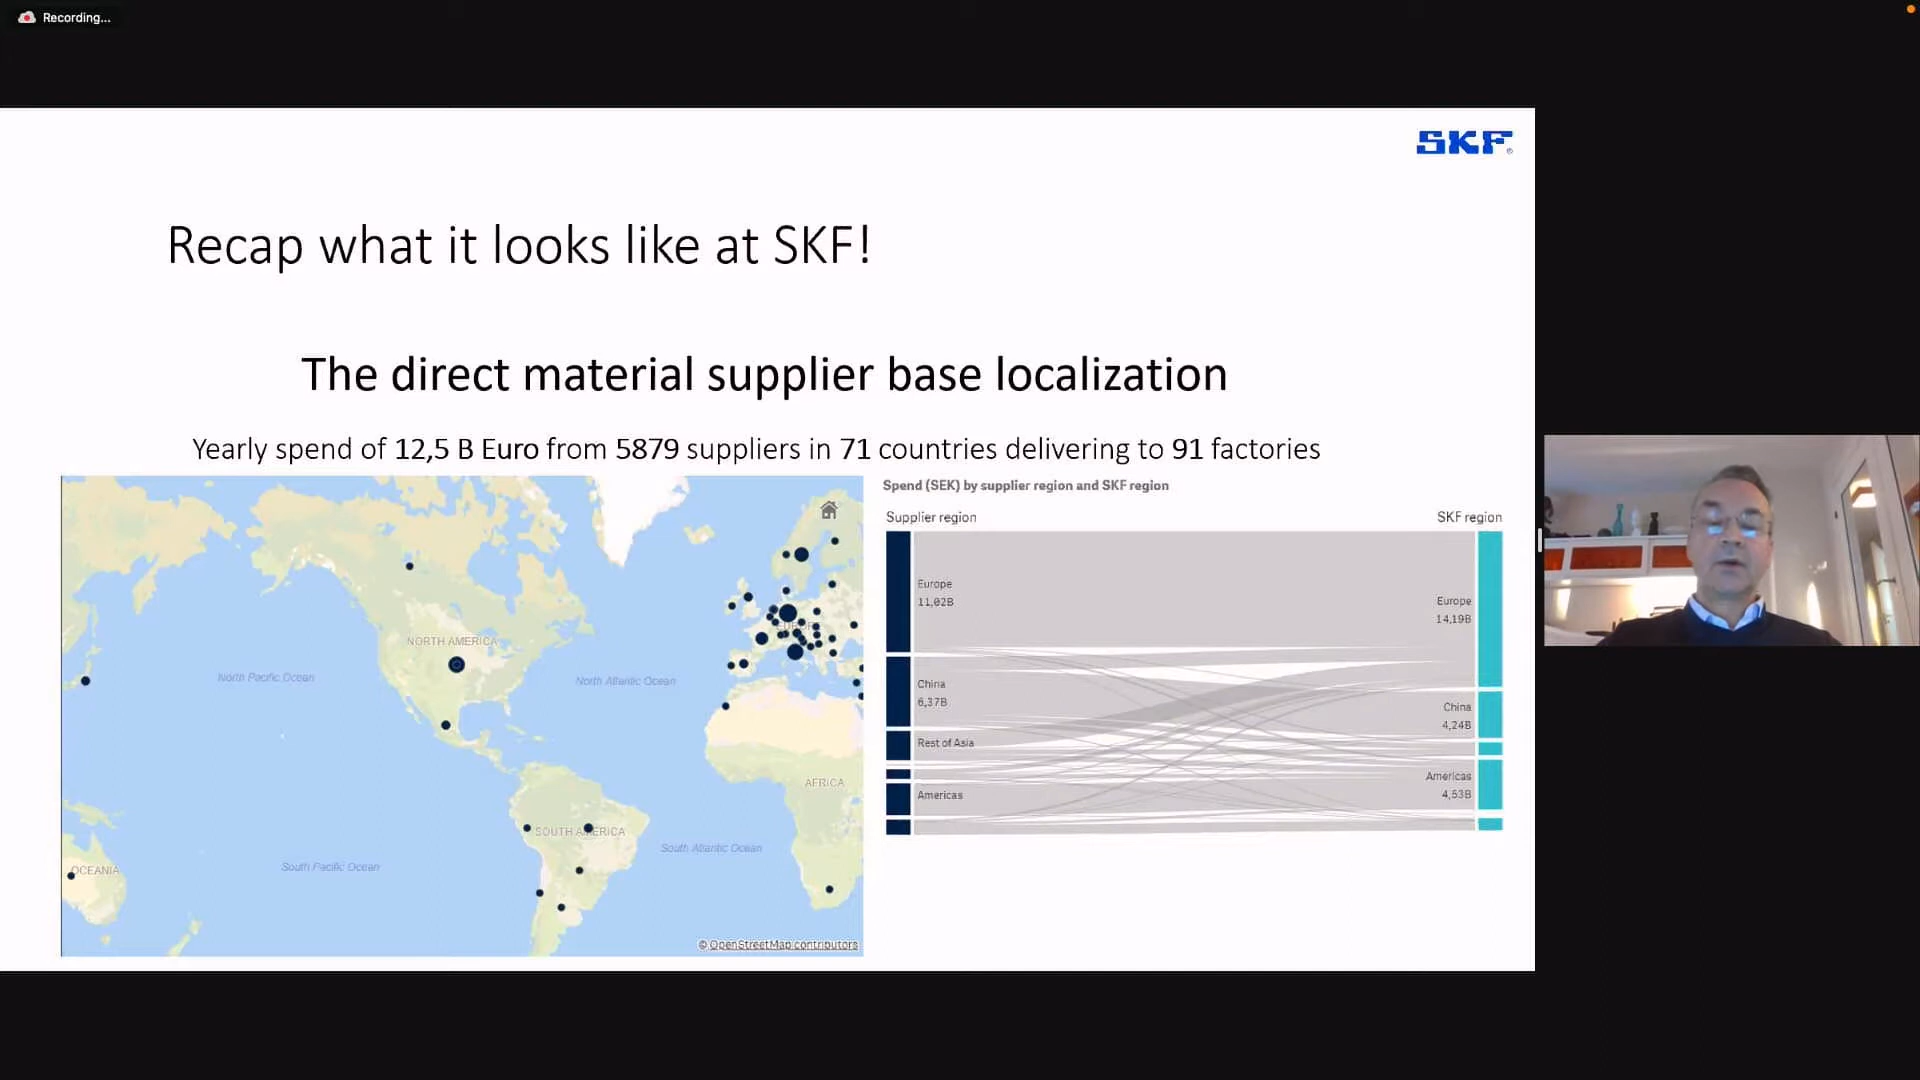 Recording...
SKF
Recap what it looks like at SKF!
The direct material supplier base localization
Yearly spend of 12,5 B Euro from 5879 suppliers in 71 countries delivering to 91 factories
NORTH AMERICA
EUROPE
North Pacific Ocean
North Atlantic Ocean
AFRICA
SOUTH AMERICA
South Atlantic Ocean
OCEANIA
South Pacific Ocean
© OpenStreetMap contributors
Spend (SEK) by supplier region and SKF region
Supplier region
SKF region
Europe
11,02B
China
6,37B
Rest of Asia
Americas
Europe
14,19B
China
4,24B
Americas
4,53B